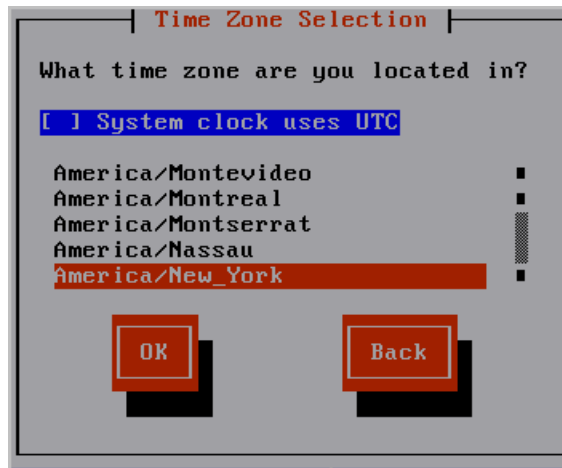 Time Zone Selection
What time zone are you located in?
[ ] System clock uses UTC
America/Montevideo
America/Montreal
America/Montserrat
America/Nassau
America/New_York
OK
Back